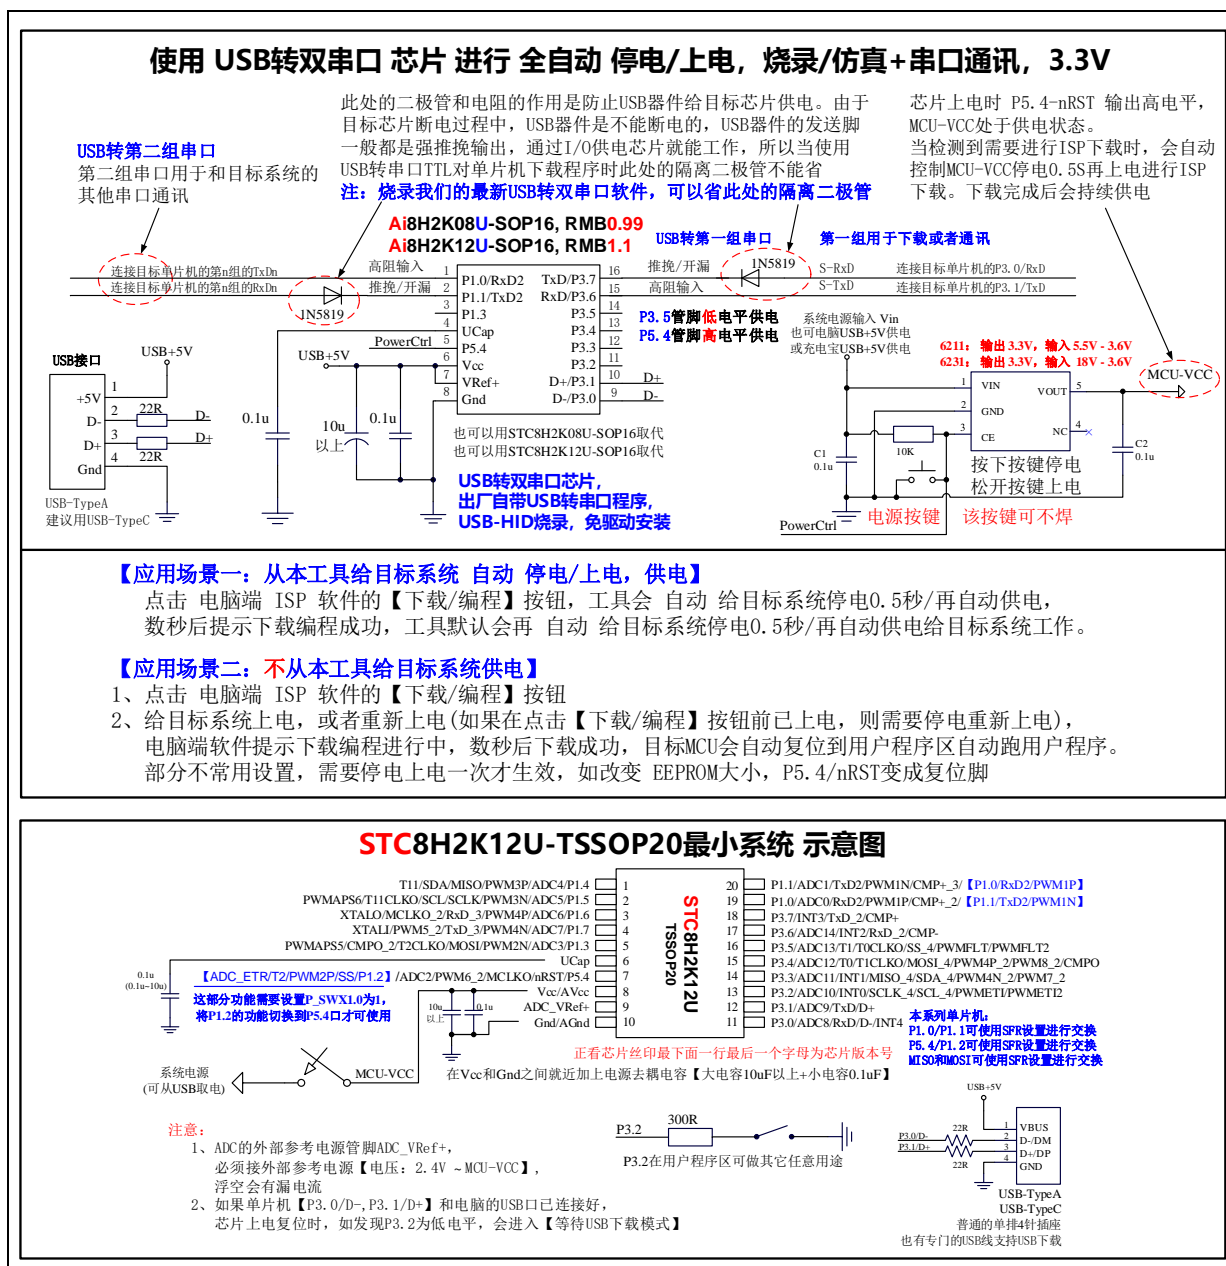 使用 USB转双串口 芯片 进行 全自动 停电/上电，烧录/仿真+串口通讯，3.3V
此处的二极管和电阻的作用是防止USB器件给目标芯片供电。由于
目标芯片断电过程中，USB器件是不能断电的，USB器件的发送脚
一般都是强推挽输出，通过I/O供电芯片就能工作，所以当使用
USB转串口TTL对单片机下载程序时此处的隔离二极管不能省
注：烧录我们的最新USB转双串口软件，可以省此处的隔离二极管
芯片上电时 P5.4-nRST 输出高电平，
MCU-VCC处于供电状态。
当检测到需要进行ISP下载时，会自动
控制MCU-VCC停电0.5S再上电进行ISP
下载。下载完成后会持续供电
USB转第二组串口
第二组串口用于和目标系统的
其他串口通讯
Ai8H2K08U-SOP16, RMB0.99
Ai8H2K12U-SOP16, RMB1.1
USB转第一组串口
第一组用于下载或者通讯
连接目标单片机的第n组的TxDn
连接目标单片机的第n组的RxDn
1N5819
高阻输入
推挽/开漏
1
2
3
4
5
6
7
8
P1.0/RxD2
P1.1/TxD2
P1.3
UCap
P5.4
Vcc
VRef+
Gnd
TxD/P3.7
RxD/P3.6
P3.5
P3.4
P3.3
P3.2
D+/P3.1
D-/P3.0
16
15
14
13
12
11
10
9
推挽/开漏
高阻输入
1N5819
S-RxD
S-TxD
连接目标单片机的P3.0/RxD
连接目标单片机的P3.1/TxD
P3.5管脚低电平供电
P5.4管脚高电平供电
D+
D-
PowerCtrl
USB+5V
0.1u
10u
以上
0.1u
也可以用STC8H2K08U-SOP16取代
也可以用STC8H2K12U-SOP16取代
USB转双串口芯片，
出厂自带USB转串口程序，
USB-HID烧录，免驱动安装
USB接口
USB+5V
+5V
D-
D+
Gnd
1
2
3
4
22R
22R
D-
D+
USB-TypeA
建议用USB-TypeC
系统电源输入 Vin
也可电脑USB+5V供电
或充电宝USB+5V供电
6211：输出 3.3V，输入 5.5V - 3.6V
6231：输出 3.3V，输入 18V - 3.6V
MCU-VCC
1
2
3
VIN
GND
CE
VOUT
NC
5
4
10K
C1
0.1u
C2
0.1u
按下按键停电
松开按键上电
电源按键
该按键可不焊
PowerCtrl
【应用场景一：从本工具给目标系统 自动 停电/上电，供电】
点击 电脑端 ISP 软件的【下载/编程】按钮，工具会 自动 给目标系统停电0.5秒/再自动供电，
数秒后提示下载编程成功，工具默认会再 自动 给目标系统停电0.5秒/再自动供电给目标系统工作。
【应用场景二：不从本工具给目标系统供电】
1、点击 电脑端 ISP 软件的【下载/编程】按钮
2、给目标系统上电，或者重新上电(如果在点击【下载/编程】按钮前已上电，则需要停电重新上电)，
电脑端软件提示下载编程进行中，数秒后下载成功，目标MCU会自动复位到用户程序区自动跑用户程序。
部分不常用设置，需要停电上电一次才生效，如改变 EEPROM大小，P5.4/nRST变成复位脚
STC8H2K12U-TSSOP20最小系统 示意图
T11/SDA/MISO/PWM3P/ADC4/P1.4
PWMAPS6/T11CLKO/SCL/SCLK/PWM3N/ADC5/P1.5
XTALO/MCLKO_2/RxD_3/PWM4P/ADC6/P1.6
XTALI/PWM5_2/TxD_3/PWM4N/ADC7/P1.7
PWMAPS5/CMPO_2/T2CLKO/MOSI/PWM2N/ADC3/P1.3
UCap
【ADC_ETR/T2/PWM2P/SS/P1.2】/ADC2/PWM6_2/MCLKO/nRST/P5.4
Vcc/AVcc
ADC_VRef+
Gnd/AGnd
1
2
3
4
5
6
7
8
9
10
STC8H2K12U
TSSOP20
20
19
18
17
16
15
14
13
12
11
P1.1/ADC1/TxD2/PWM1N/CMP+_3/【P1.0/RxD2/PWM1P】
P1.0/ADC0/RxD2/PWM1P/CMP+_2/【P1.1/TxD2/PWM1N】
P3.7/INT3/TxD_2/CMP+
P3.6/ADC14/INT2/RxD_2/CMP-
P3.5/ADC13/T1/T0CLKO/SS_4/PWMFLT/PWMFLT2
P3.4/ADC12/T0/T1CLKO/MOSI_4/PWM4P_2/PWM8_2/CMPO
P3.3/ADC11/INT1/MISO_4/SDA_4/PWM4N_2/PWM7_2
P3.2/ADC10/INT0/SCLK_4/SCL_4/PWMETI/PWMETI2
P3.1/ADC9/TxD/D+
P3.0/ADC8/RxD/D-/INT4
0.1u
(0.1u~10u)
这部分功能需要设置P_SWX1.0为1，
将P1.2的功能切换到P5.4口才可使用
10u
以上
0.1u
本系列单片机：
P1.0/P1.1可使用SFR设置进行交换
P5.4/P1.2可使用SFR设置进行交换
MISO和MOSI可使用SFR设置进行交换
正看芯片丝印最下面一行最后一个字母为芯片版本号
在Vcc和Gnd之间就近加上电源去耦电容【大电容10uF以上+小电容0.1uF】
系统电源
(可从USB取电)
MCU-VCC
注意：
1、ADC的外部参考电源管脚ADC_VRef+，
必须接外部参考电源【电压：2.4V ~ MCU-VCC】，
浮空会有漏电流
2、如果单片机【P3.0/D-,P3.1/D+】和电脑的USB口已连接好，
芯片上电复位时，如发现P3.2为低电平，会进入【等待USB下载模式】
P3.2
300R
P3.2在用户程序区可做其它任意用途
USB+5V
P3.0/D-
P3.1/D+
22R
22R
1
2
3
4
VBUS
D-/DM
D+/DP
GND
USB-TypeA
USB-TypeC
普通的单排4针插座
也有专门的USB线支持USB下载